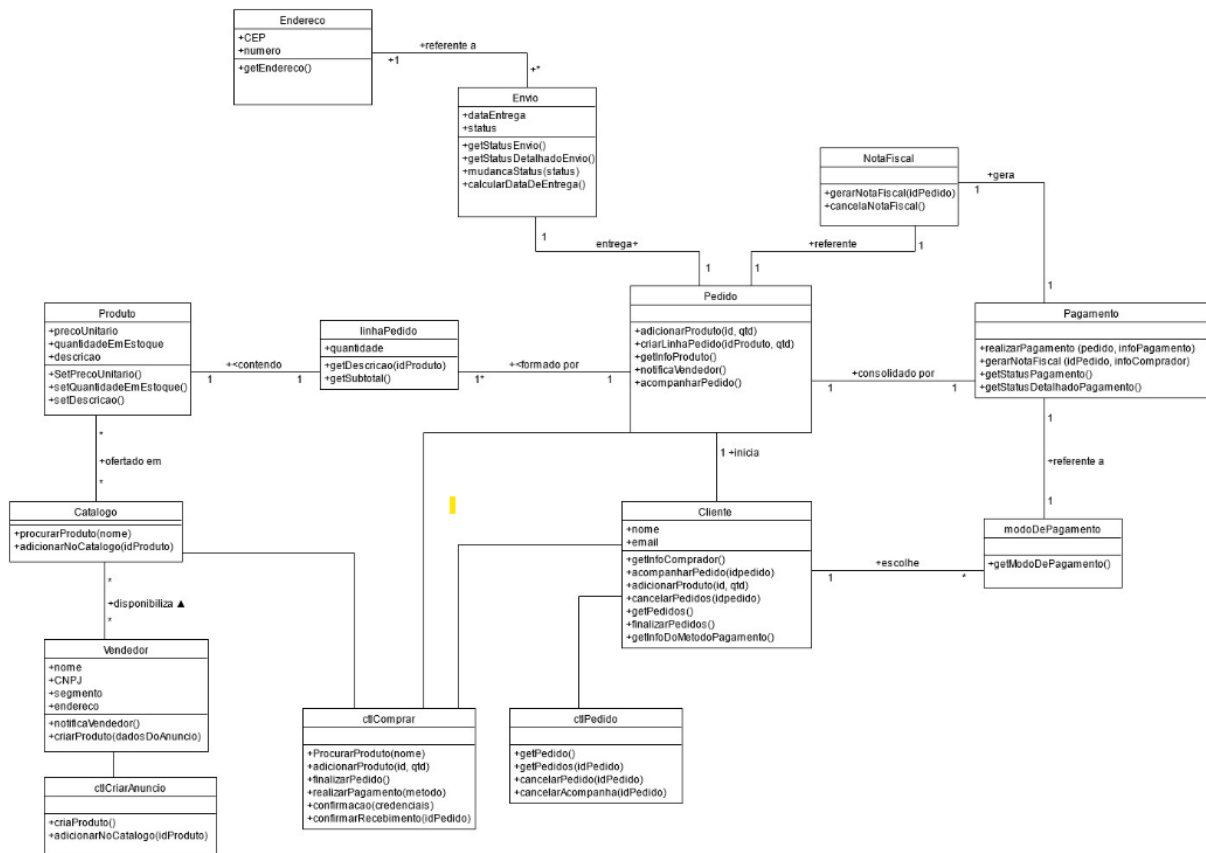 Endereco
+CEP
+numero
+getEndereco()
+referente a
+1
+*
Envio
+dataEntrega
+status
+getStatusEnvio()
+getStatusDetalhadoEnvio()
+mudancaStatus(status)
+calcularDataDeEntrega()
NotaFiscal
+gerarNotaFiscal(idPedido)
+cancelaNotaFiscal()
+gera
1
1
1
entrega+
1
+referente
1
1
Produto
+precoUnitario
+quantidadeEmEstoque
+descricao
+SetPrecoUnitario()
+setQuantidadeEmEstoque()
+setDescricao()
+<contendo
1
1
linhaPedido
+quantidade
+getDescricao(idProduto)
+getSubtotal()
+<formado por
1*
1
Pedido
+adicionarProduto(id, qtd)
+criarLinhaPedido(idProduto, qtd)
+getInfoProduto()
+notificaVendedor()
+acompanharPedido()
+consolidado por
1
1
Pagamento
+realizarPagamento (pedido, infoPagamento)
+gerarNotaFiscal (idPedido, infoComprador)
+getStatusPagamento()
+getStatusDetalhadoPagamento()
*
+ofertado em
*
1 +inicia
1
+referente a
1
Catalogo
+procurarProduto(nome)
+adicionarNoCatalogo(idProduto)
Cliente
+nome
+email
+getInfoComprador()
+acompanharPedido(idpedido)
+adicionarProduto(id, qtd)
+cancelarPedidos(idpedido)
+getPedidos()
+finalizarPedidos()
+getInfoDoMetodoPagamento()
+escolhe
1
*
modoDePagamento
+getModoDePagamento()
*
+disponibiliza ▲
*
Vendedor
+nome
+CNPJ
+segmento
+endereco
+notificaVendedor()
+criarProduto(dadosDoAnuncio)
ctlCriarAnuncio
+criaProduto()
+adicionarNoCatalogo(idProduto)
ctlComprar
+ProcurarProduto(nome)
+adicionarProduto(id, qtd)
+finalizarPedido()
+realizarPagamento(metodo)
+confirmacao(credenciais)
+confirmarRecebimento(idPedido)
ctlPedido
+getPedido()
+getPedidos(idPedido)
+cancelarPedido(idPedido)
+cancelarAcompanha(idPedido)